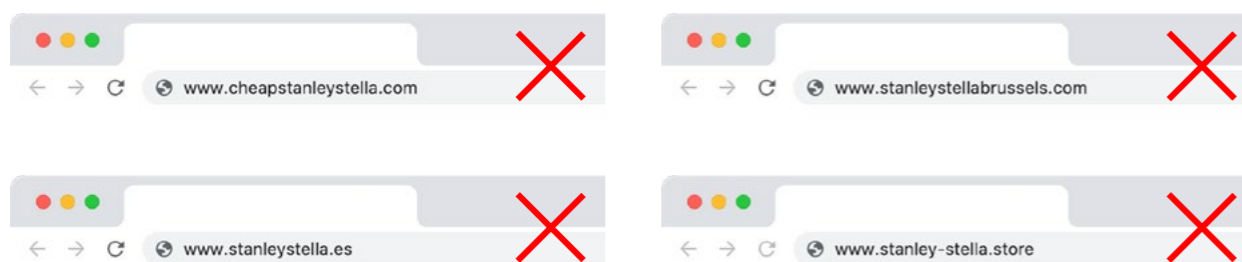 www.cheapstanleystella.com
www.stanleystellabrussels.com
www.stanleystella.es
www.stanley-stella.store